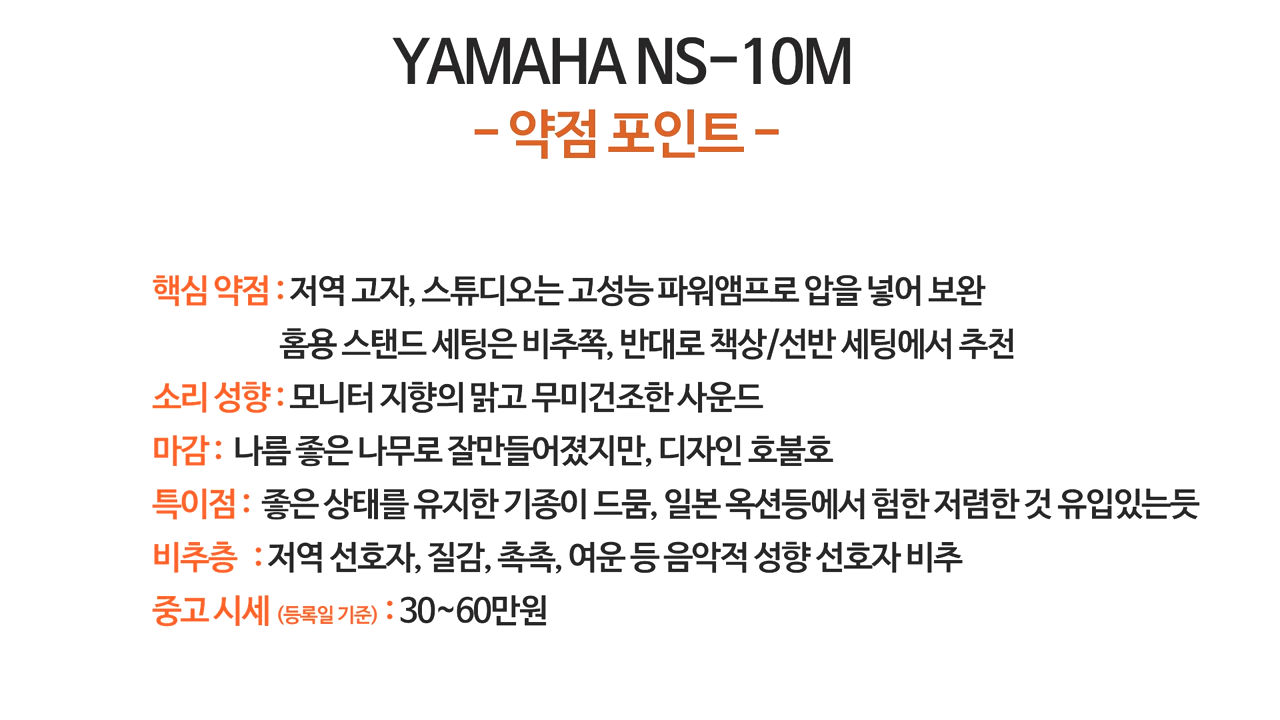 YAMAHA NS-10M
- 약점 포인트 -
핵심 약점 : 저역 고자, 스튜디오는 고성능 파워앰프로 압을 넣어 보완
홈용 스탠드 세팅은 비추쪽, 반대로 책상/선반 세팅에서 추천
소리 성향 : 모니터 지향의 맑고 무미건조한 사운드
마감 : 나름 좋은 나무로 잘만들어졌지만, 디자인 호불호
특이점 : 좋은 상태를 유지한 기종이 드뭄, 일본 옥션등에서 험한 저렴한 것 유입있는듯
비추층 : 저역 선호자, 질감, 촉촉, 여운 등 음악적 성향 선호자 비추
중고 시세 (등록일 기준) : 30~60만원